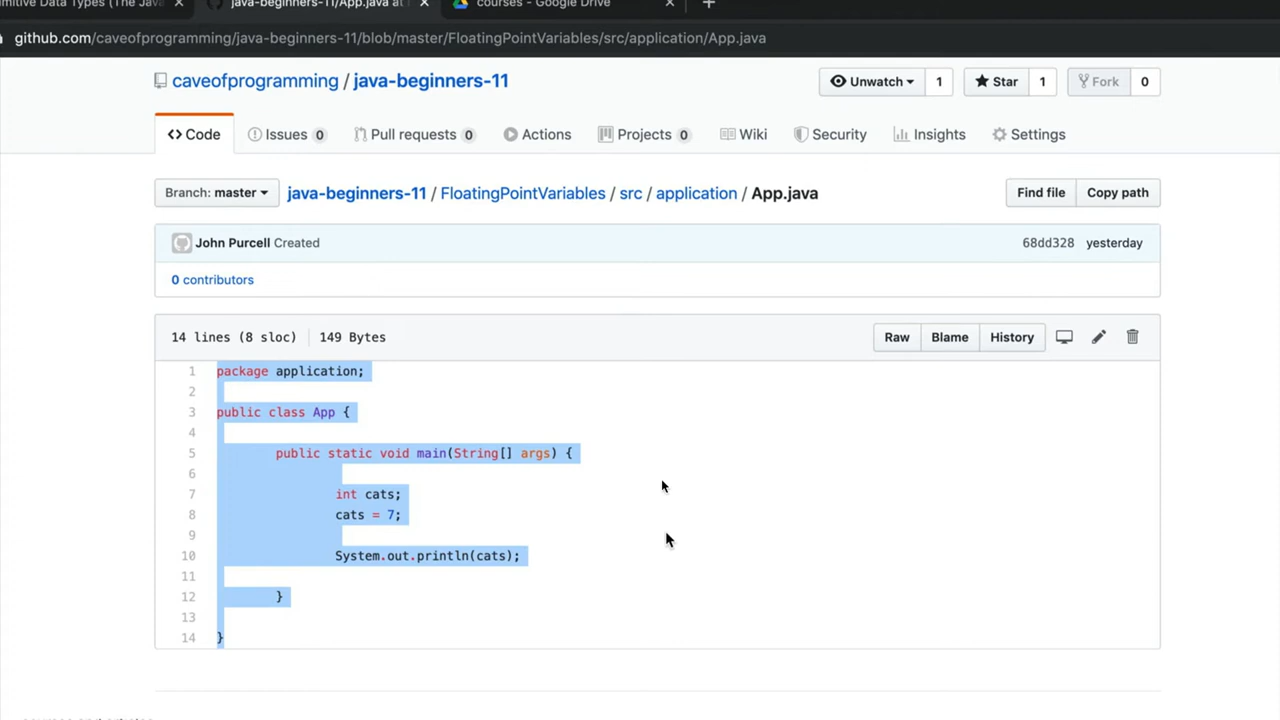 mitive Data Types (The Java
java-beginners-11/App.java at
courses - Google Drive
github.com/caveofprogramming/java-beginners-11/blob/master/FloatingPointVariables/src/application/App.java
caveofprogramming / java-beginners-11
Unwatch 1 Star 1 Fork 0
Code Issues 0 Pull requests 0 Actions Projects 0 Wiki Security Insights Settings
Branch: master java-beginners-11 / FloatingPointVariables / src / application / App.java Find file Copy path
John Purcell Created 68dd328 yesterday
0 contributors
14 lines (8 sloc) 149 Bytes Raw Blame History
1 package application;
2
3 public class App {
4
5 public static void main(String[] args) {
6
7 int cats;
8 cats = 7;
9
10 System.out.println(cats);
11
12 }
13
14 }